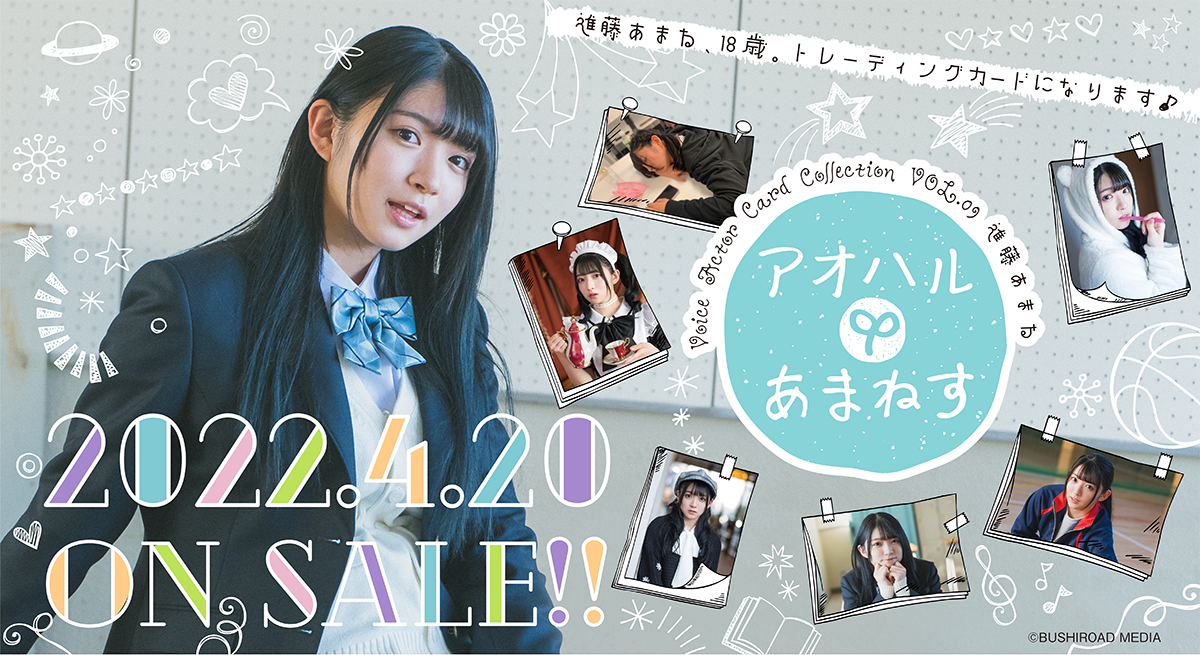 進藤あまね、18歳。トレーディングカードになります♪
Voice Actor Card Collection VOL.09 進藤あまね
アオハル
あまねす
2022.4.20
ON SALE!!
©BUSHIROAD MEDIA